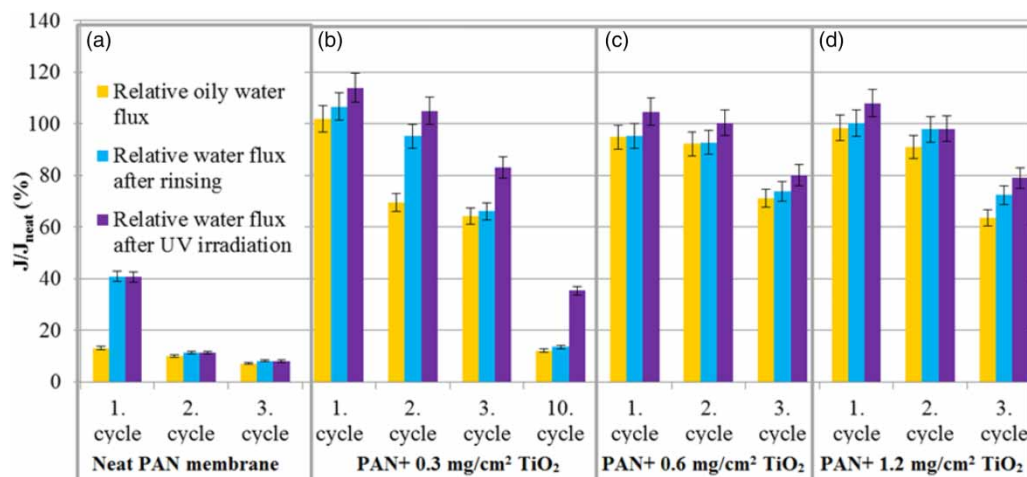 140
120
100
80
60
40
20
0
J/Jneat (%)
(a)
(b)
(c)
(d)
Relative oily water
flux
Relative water flux
after rinsing
Relative water flux
after UV irradiation
1.
cycle
2.
cycle
3.
cycle
1.
cycle
2.
cycle
3.
cycle
10.
cycle
1.
cycle
2.
cycle
3.
cycle
1.
cycle
2.
cycle
3.
cycle
Neat PAN membrane
PAN+ 0.3 mg/cm² TiO₂
PAN+ 0.6 mg/cm² TiO₂
PAN+ 1.2 mg/cm² TiO₂